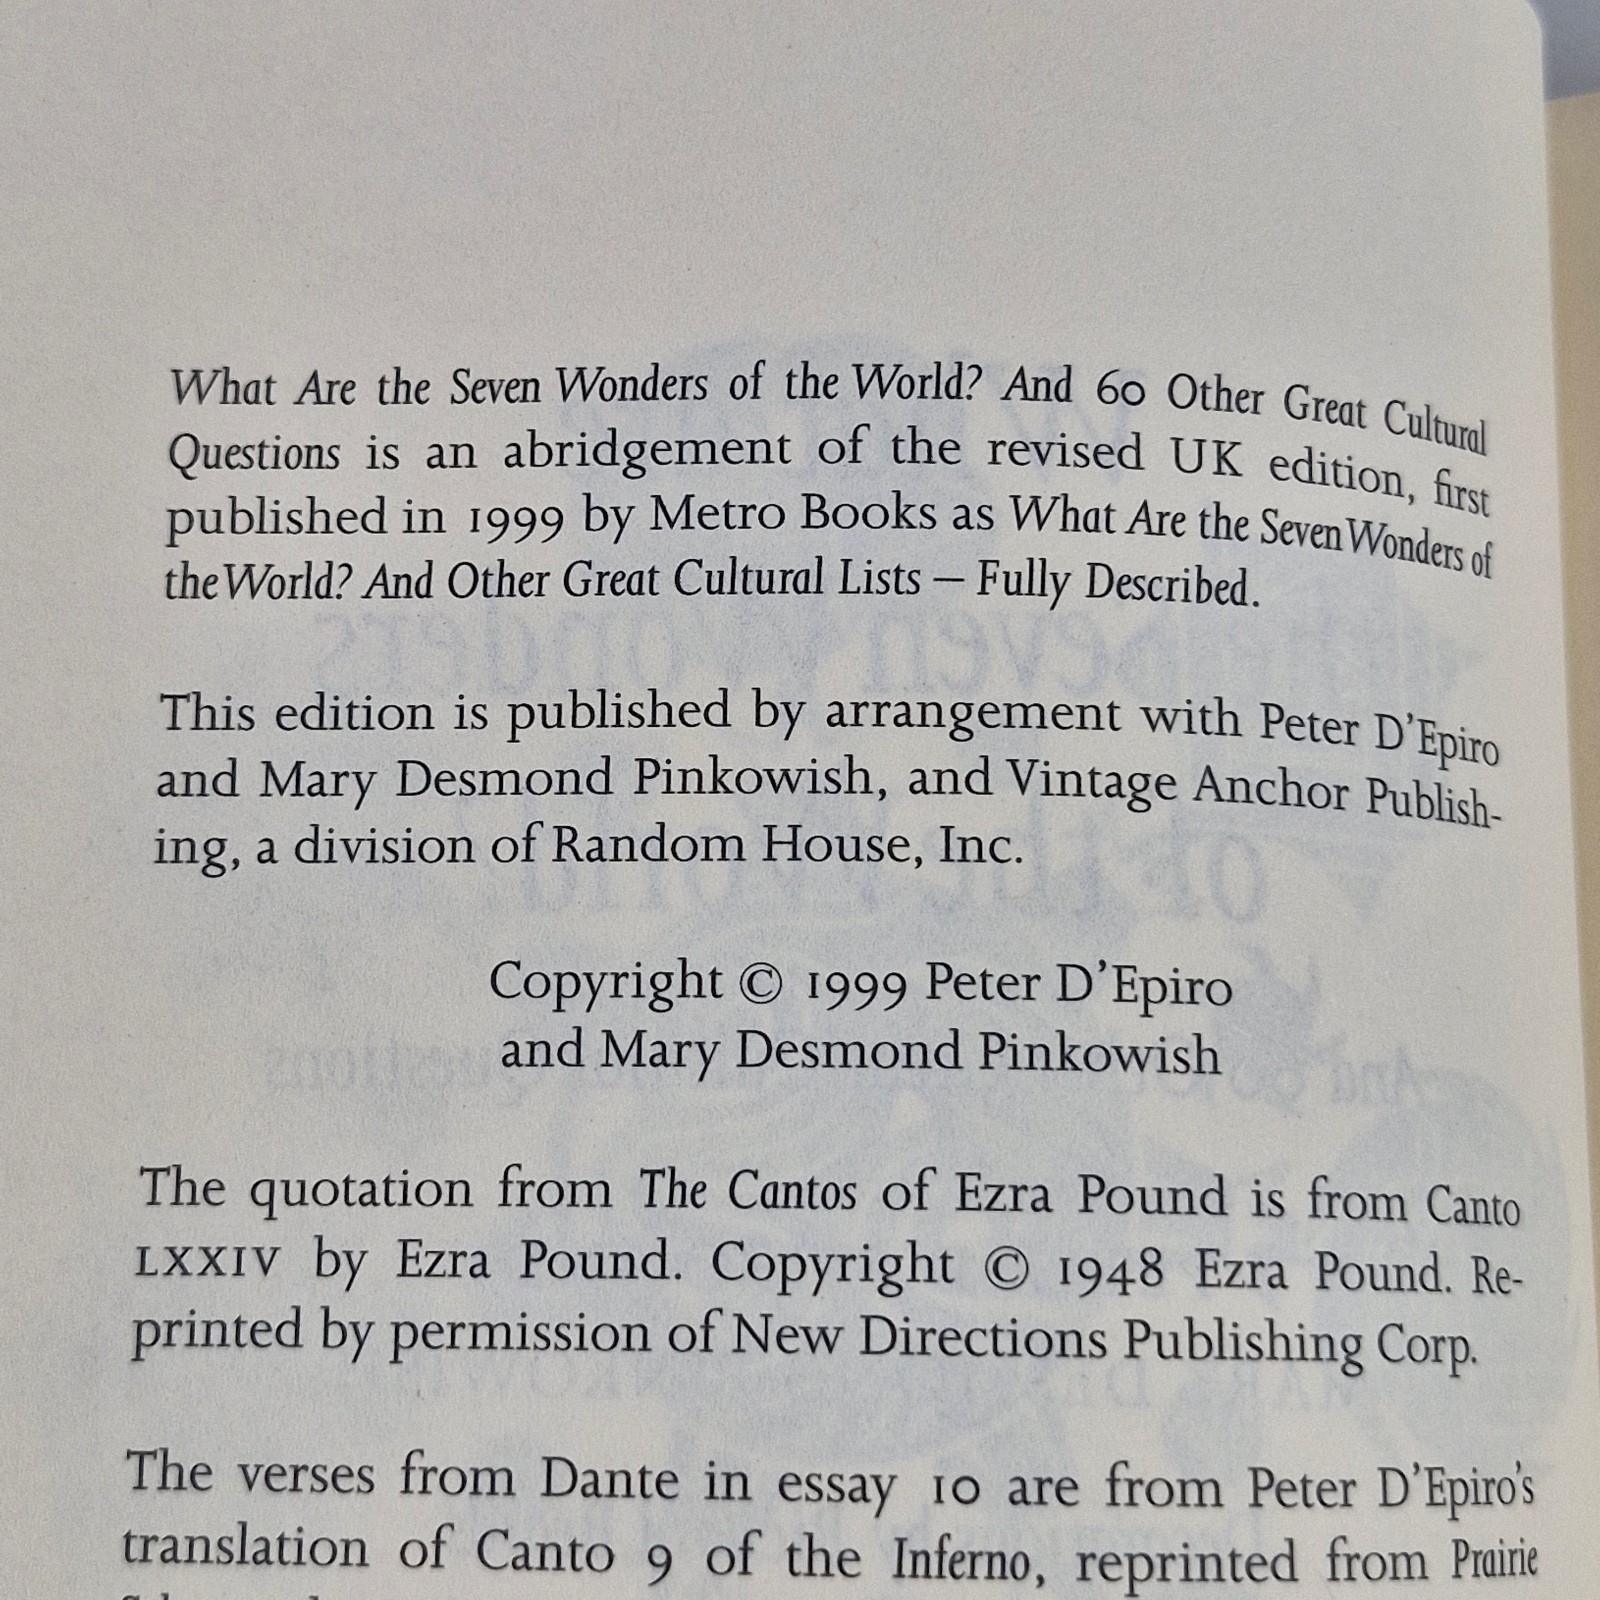 What Are the Seven Wonders of the World? And 60 Other Great Cultural
Questions is an abridgement of the revised UK edition, first
published in 1999 by Metro Books as What Are the Seven Wonders of
the World? And Other Great Cultural Lists – Fully Described.
This edition is published by arrangement with Peter D'Epiro
and Mary Desmond Pinkowish, and Vintage Anchor Publish-
ing, a division of Random House, Inc.
Copyright © 1999 Peter D'Epiro
and Mary Desmond Pinkowish
The quotation from The Cantos of Ezra Pound is from Canto
LXXIV by Ezra Pound. Copyright © 1948 Ezra Pound. Re-
printed by permission of New Directions Publishing Corp.
The verses from Dante in essay 10 are from Peter D'Epiro's
translation of Canto 9 of the Inferno, reprinted from Prairie